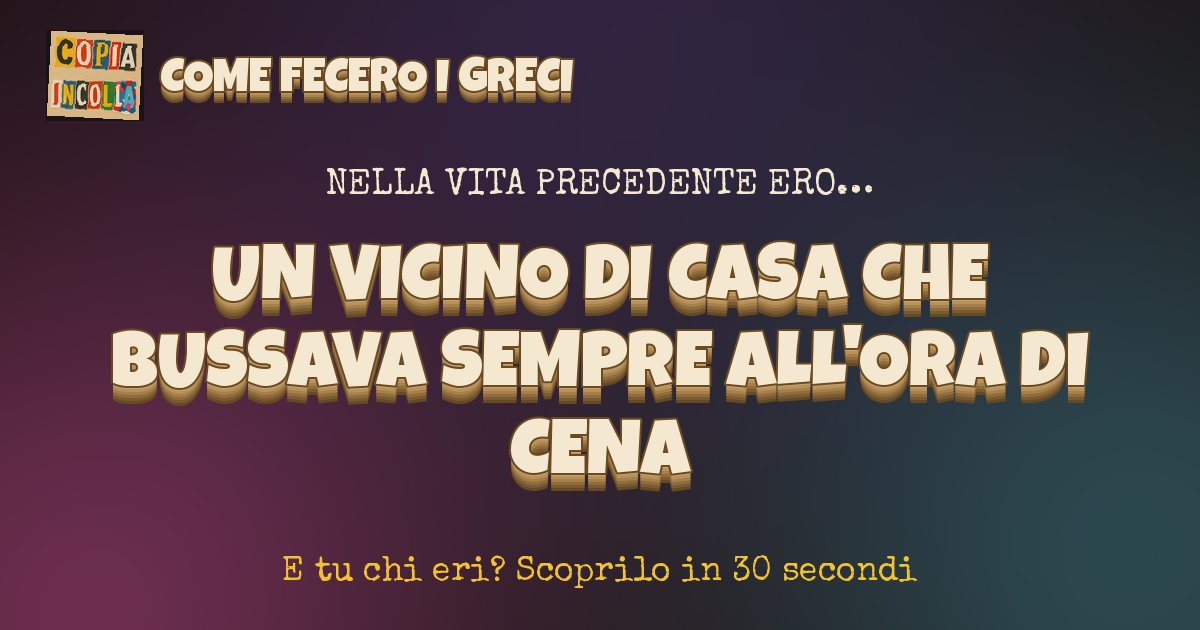 COPIA
INCOLLA
COME FECERO I GRECI
NELLA VITA PRECEDENTE ERO...
UN VICINO DI CASA CHE
BUSSAVA SEMPRE ALL'ORA DI
CENA
E tu chi eri? Scoprilo in 30 secondi